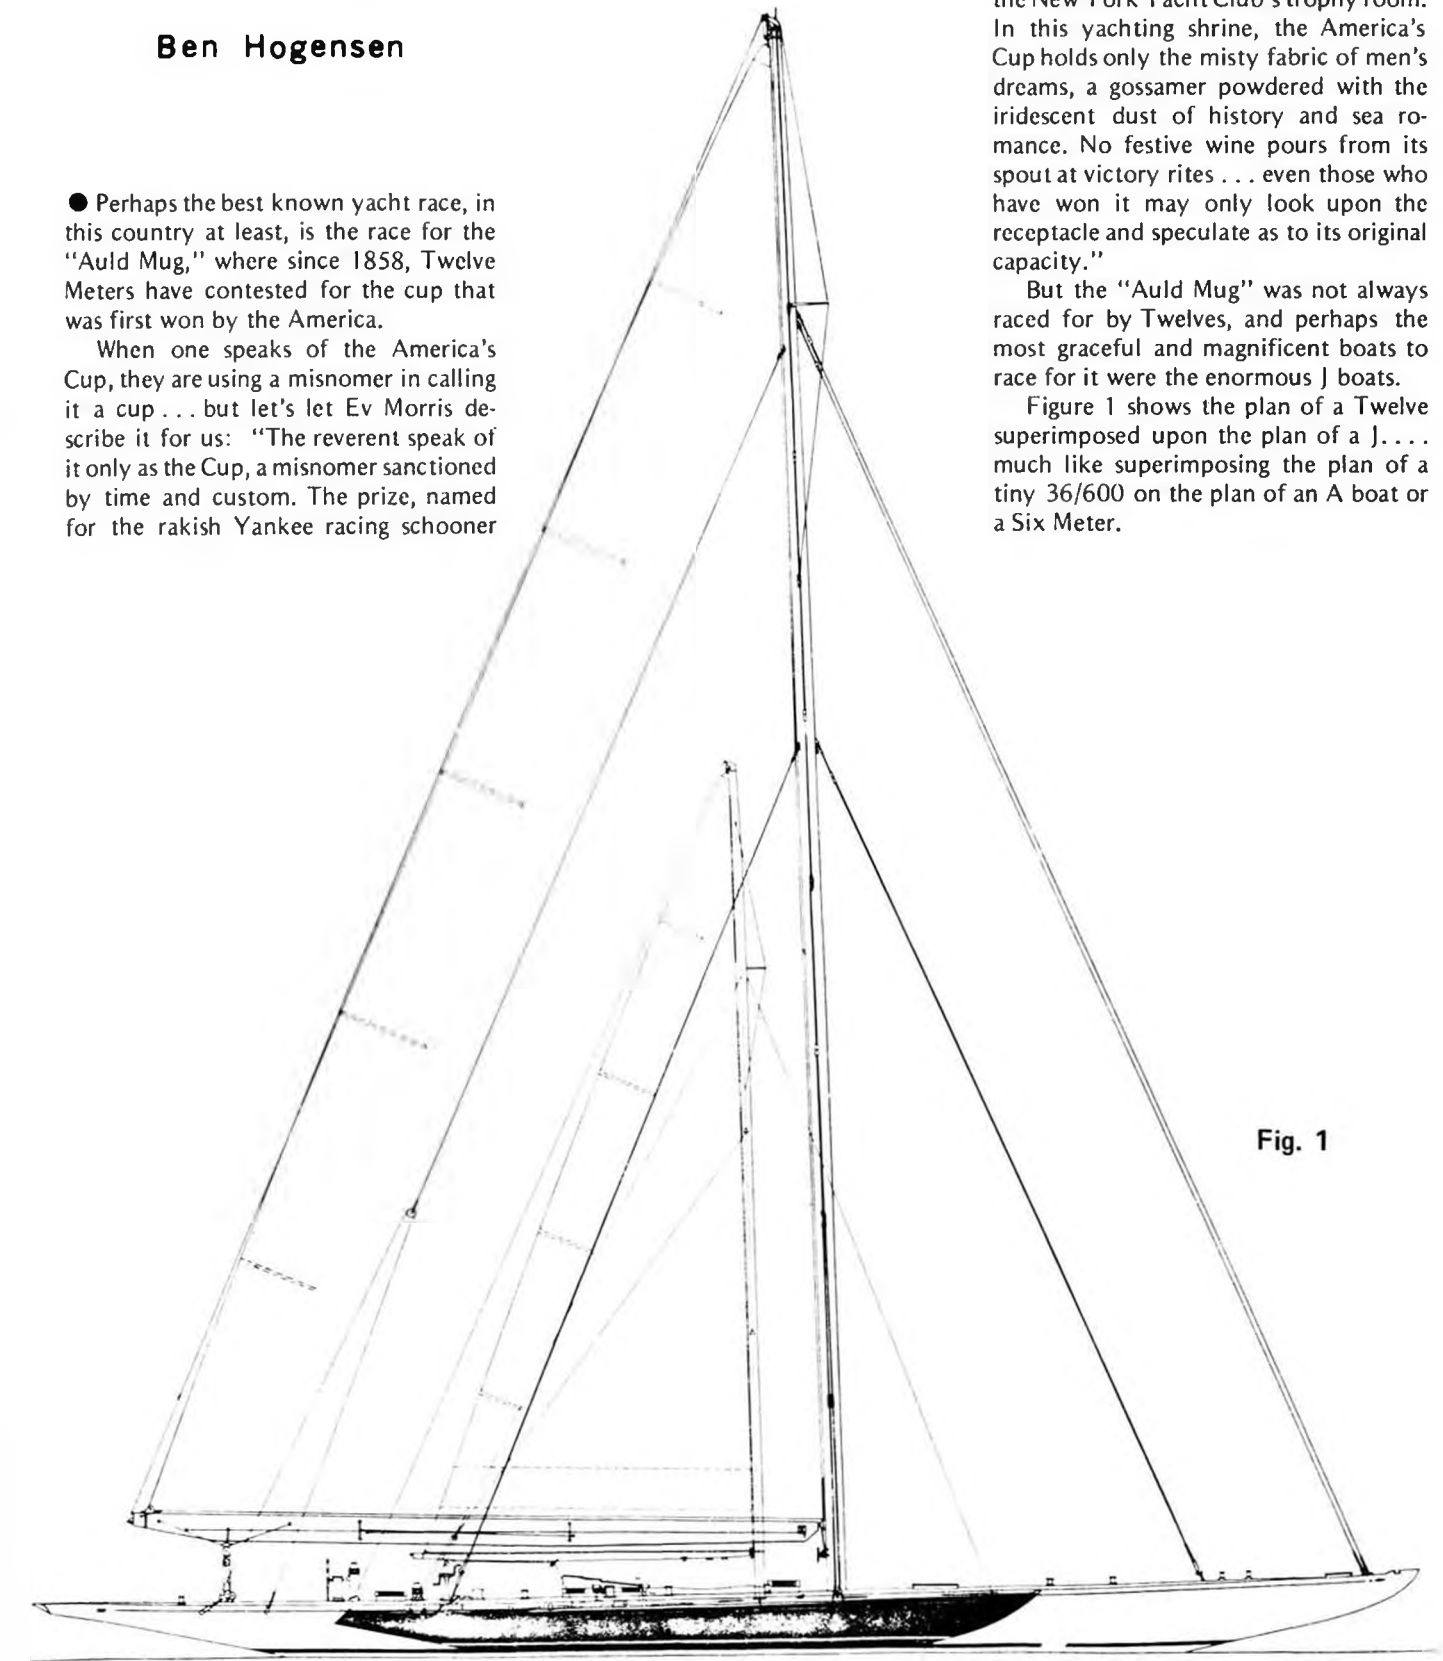 Ben Hogensen
● Perhaps the best known yacht race, in
this country at least, is the race for the
"Auld Mug," where since 1858, Twelve
Meters have contested for the cup that
was first won by the America.
When one speaks of the America's
Cup, they are using a misnomer in calling
it a cup . . . but let's let Ev Morris de-
scribe it for us: "The reverent speak of
it only as the Cup, a misnomer sanctioned
by time and custom. The prize, named
for the rakish Yankee racing schooner
the New York Yacht Club's trophy room.
In this yachting shrine, the America's
Cup holds only the misty fabric of men's
dreams, a gossamer powdered with the
iridescent dust of history and sea ro-
mance. No festive wine pours from its
spout at victory rites . . . even those who
have won it may only look upon the
receptacle and speculate as to its original
capacity."
But the "Auld Mug" was not always
raced for by Twelves, and perhaps the
most graceful and magnificent boats to
race for it were the enormous J boats.
Figure 1 shows the plan of a Twelve
superimposed upon the plan of a J. . . .
much like superimposing the plan of a
tiny 36/600 on the plan of an A boat or
a Six Meter.
Fig. 1